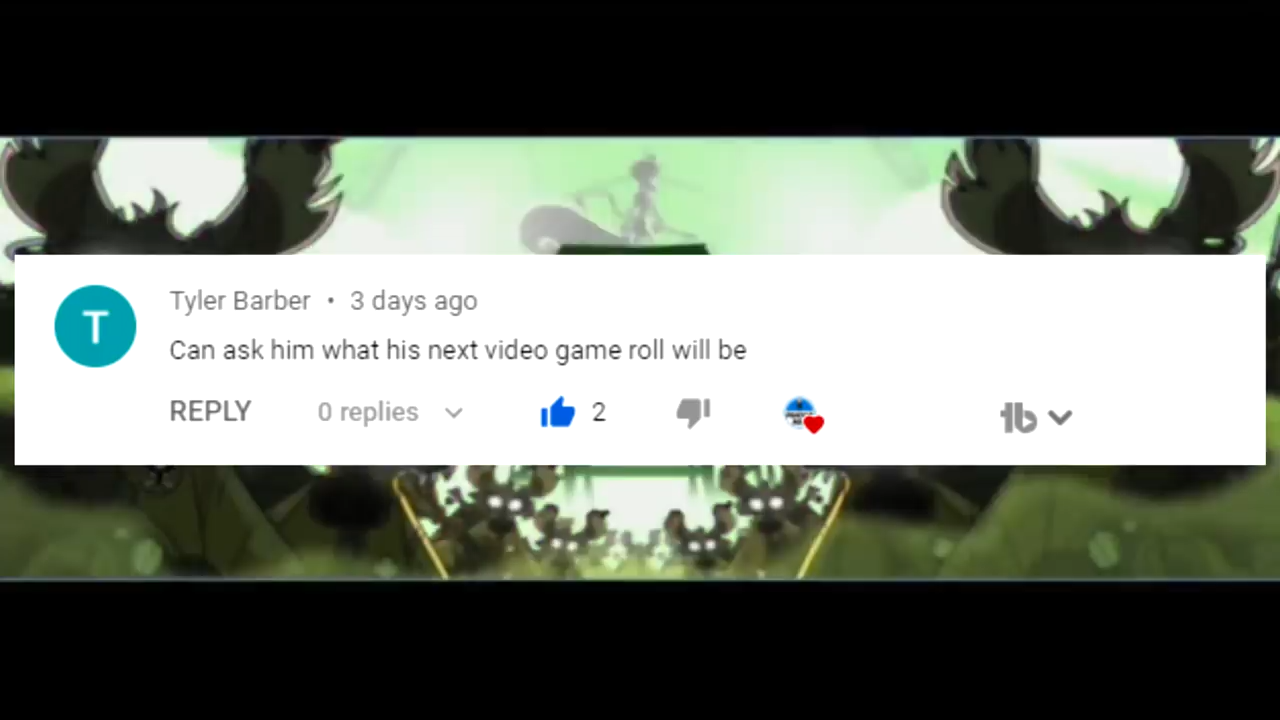 T
Tyler Barber • 3 days ago
Can ask him what his next video game roll will be
REPLY 0 replies 2